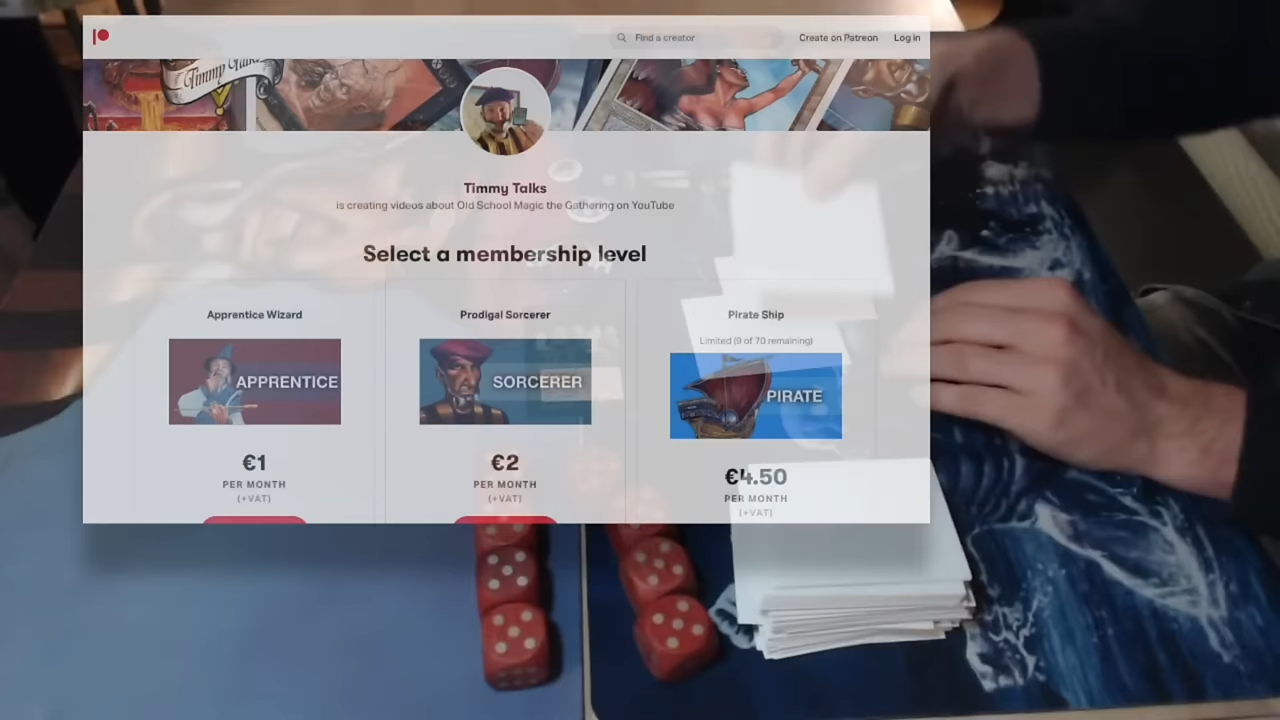 Find a creator
Create on Patreon
Log in
Timmy Talks
Timmy Talks
is creating videos about Old School Magic the Gathering on YouTube
Select a membership level
Apprentice Wizard
APPRENTICE
€1
PER MONTH
(+VAT)
Prodigal Sorcerer
SORCERER
€2
PER MONTH
(+VAT)
Pirate Ship
Limited (9 of 70 remaining)
PIRATE
€4.50
PER MONTH
(+VAT)